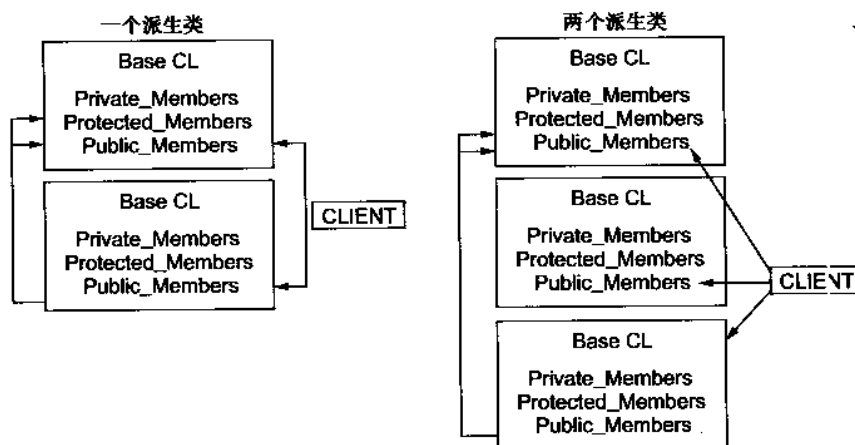 一个派生类
Base CL
Private_Members
Protected_Members
Public_Members
Base CL
Private_Members
Protected_Members
Public_Members
CLIENT
两个派生类
Base CL
Private_Members
Protected_Members
Public_Members
Base CL
Private_Members
Protected_Members
Public_Members
CLIENT
Base CL
Private_Members
Protected_Members
Public_Members